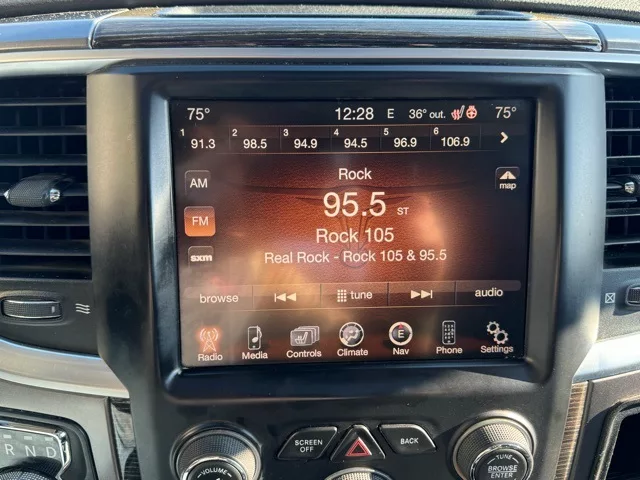 75° 12:28 E 36° out. 75°
1 2 3 4 5 6
91.3 98.5 94.9 94.5 96.9 106.9
Rock
AM
map
95.5 ST
FM
Rock 105
Real Rock - Rock 105 & 95.5
sxm
browse tune audio
E
Radio Media Controls Climate Nav Phone Settings
SCREEN OFF
BACK
R N D
VOLUME
TUNE
BROWSE
ENTER